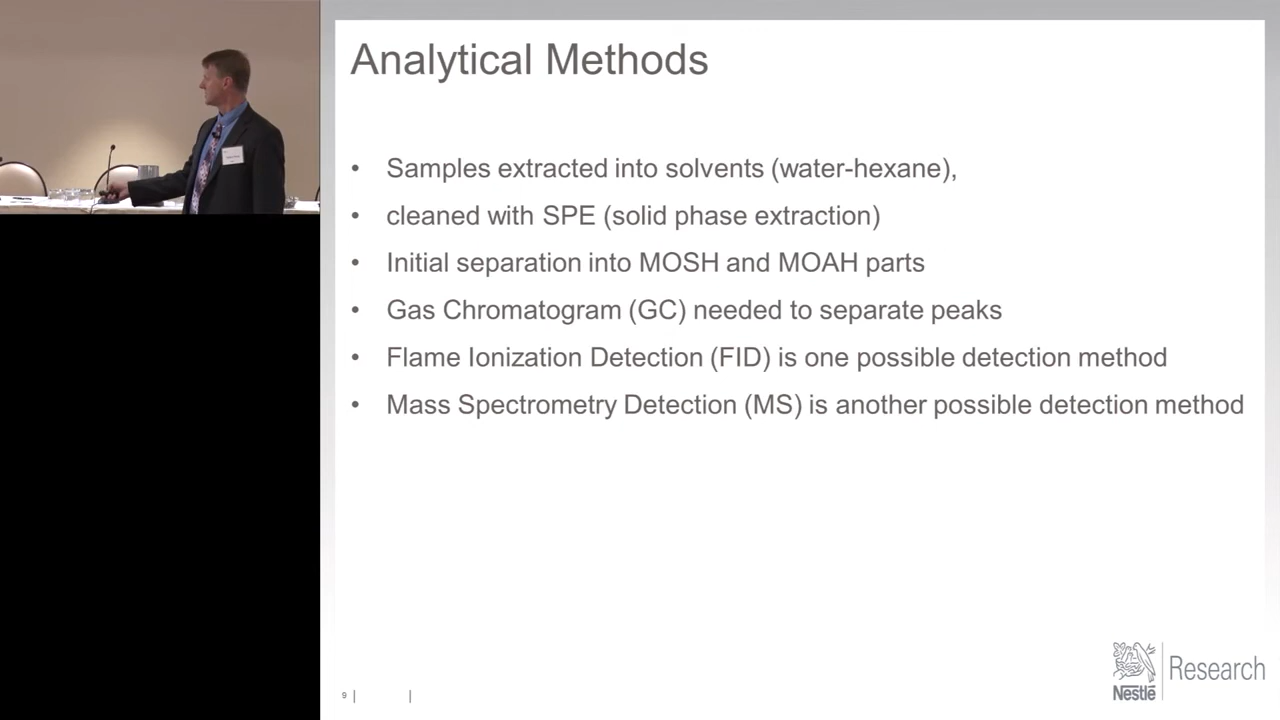 Analytical Methods
• Samples extracted into solvents (water-hexane),
• cleaned with SPE (solid phase extraction)
• Initial separation into MOSH and MOAH parts
• Gas Chromatogram (GC) needed to separate peaks
• Flame Ionization Detection (FID) is one possible detection method
• Mass Spectrometry Detection (MS) is another possible detection method
9 | |
Nestlé Research